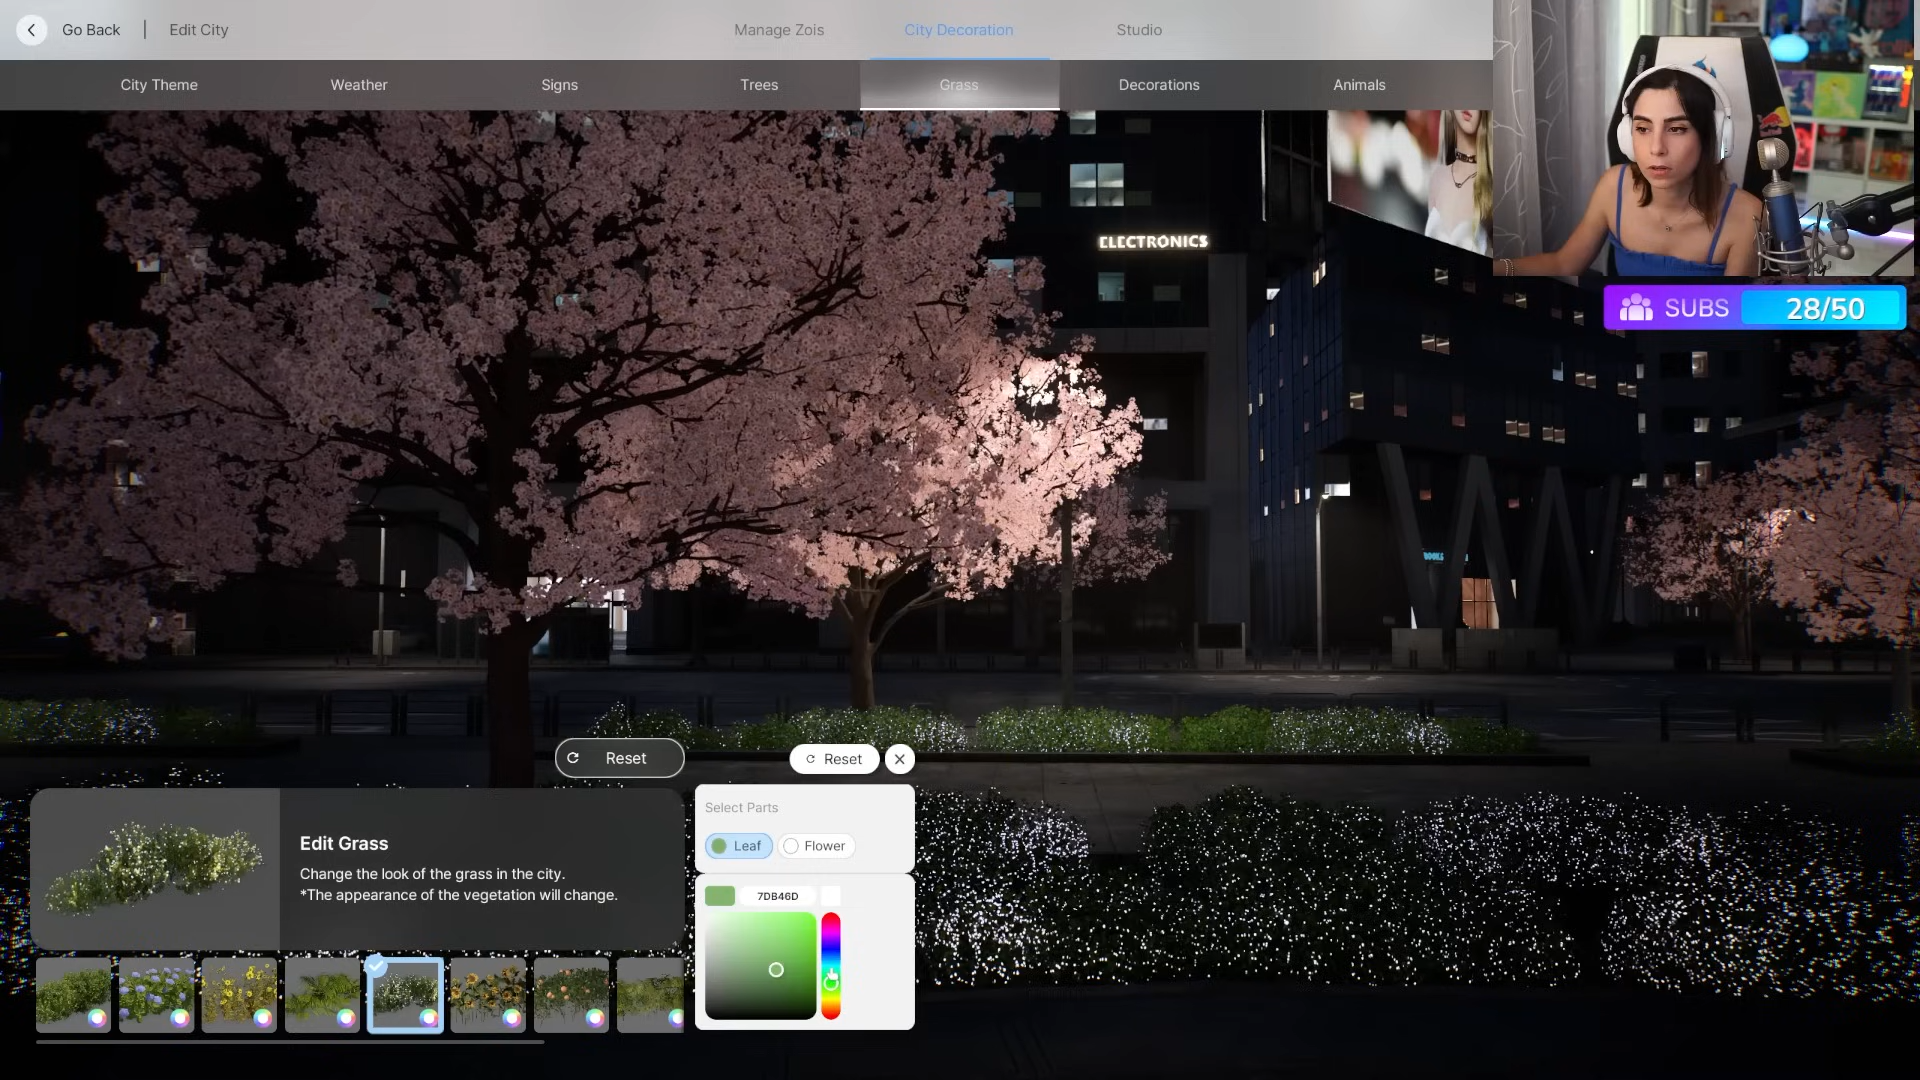 Go Back
Edit City
Manage Zois
City Decoration
Studio
City Theme
Weather
Signs
Trees
Grass
Decorations
Animals
ELECTRONICS
SUBS
28/50
BOOKS
Reset
Reset
Edit Grass
Change the look of the grass in the city.
*The appearance of the vegetation will change.
Select Parts
Leaf
Flower
7DB46D